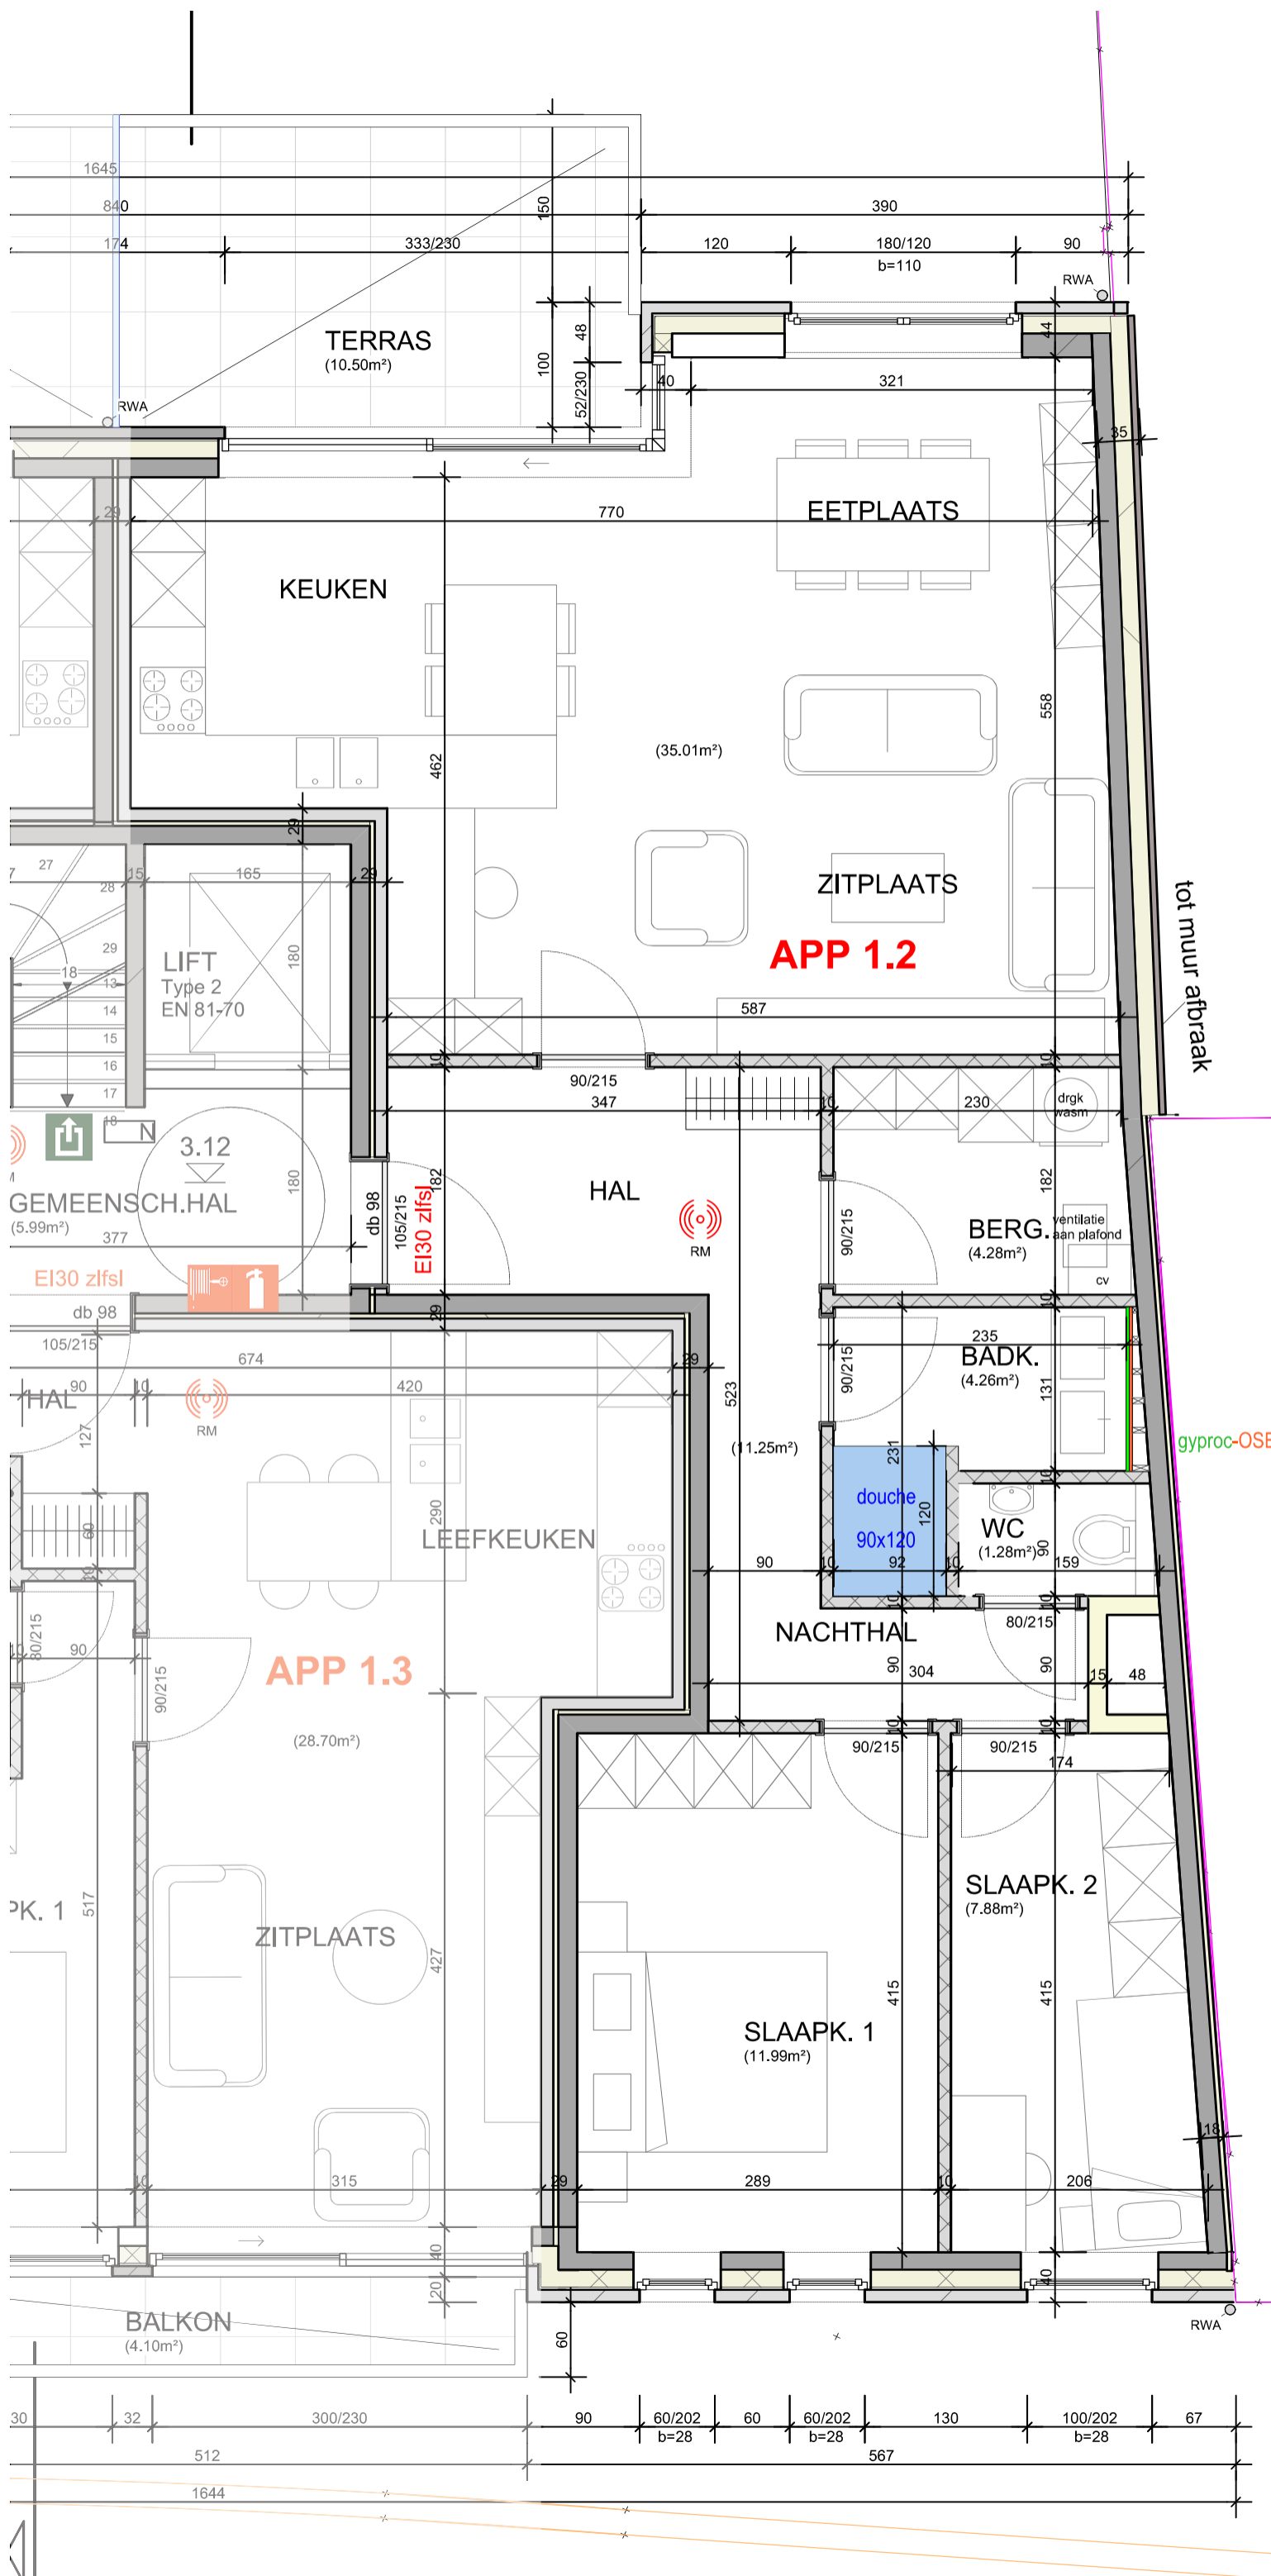 1645
840
390
150
174
333/230
120
180/120
90
b=110
RWA
TERRAS
(10.50m²)
48
44
100
40
321
52/230
RWA
35
29
770
EETPLAATS
KEUKEN
558
(35.01m²)
462
29
27
28
15
165
29
ZITPLAATS
tot muur afbraak
APP 1.2
29
18
13
14
15
16
17
18
LIFT
Type 2
EN 81-70
180
587
10
10
90/215
347
10
230
drgk
wasm
N
3.12
180
182
HAL
182
GEMEENSCH.HAL
(5.99m²)
377
db 98
105/215
EI30 zlfsl
RM
90/215
BERG.
(4.28m²)
ventilatie
aan plafond
cv
EI30 zlfsl
db 98
105/215
29
10
674
29
90/215
235
BADK.
(4.26m²)
131
HAL
90
10
420
RM
127
523
(11.25m²)
231
gyproc-OSB
10
douche
90x120
120
60
290
LEEFKEUKEN
WC
(1.28m²)
90
10
90
10
92
10
159
10
10
80/215
90
90/215
NACHTHAL
80/215
APP 1.3
90
90
304
15
48
(28.70m²)
10
10
90/215
90/215
174
SLAAPK. 2
(7.88m²)
PK. 1
517
ZITPLAATS
427
415
415
SLAAPK. 1
(11.99m²)
18
10
315
29
289
10
206
40
40
20
BALKON
(4.10m²)
60
RWA
30
32
300/230
90
60/202
60
60/202
130
100/202
67
b=28
b=28
b=28
512
567
1644